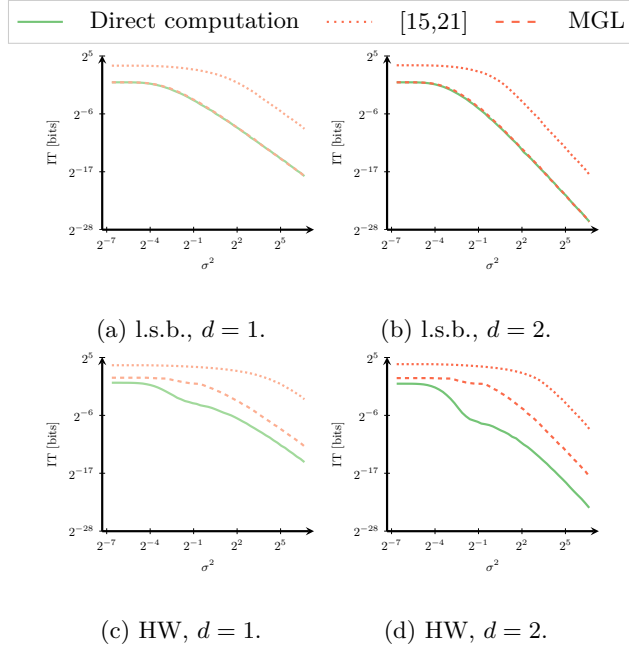 Direct computation [15,21] MGL
2^5
2^-6
2^-17
2^-28
IT [bits]
2^-7 2^-4 2^-1 2^2 2^5
σ^2
(a) l.s.b., d = 1.
2^5
2^-6
2^-17
2^-28
IT [bits]
2^-7 2^-4 2^-1 2^2 2^5
σ^2
(b) l.s.b., d = 2.
2^5
2^-6
2^-17
2^-28
IT [bits]
2^-7 2^-4 2^-1 2^2 2^5
σ^2
(c) HW, d = 1.
2^5
2^-6
2^-17
2^-28
IT [bits]
2^-7 2^-4 2^-1 2^2 2^5
σ^2
(d) HW, d = 2.